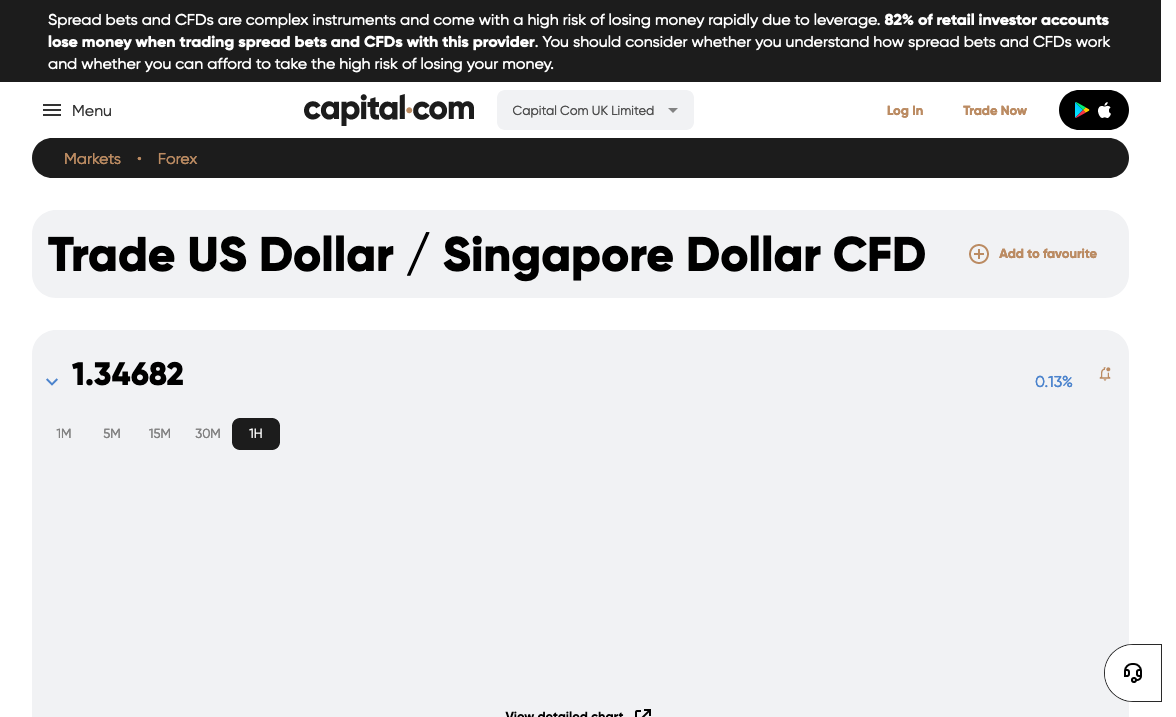 Spread bets and CFDs are complex instruments and come with a high risk of losing money rapidly due to leverage. 82% of retail investor accounts
lose money when trading spread bets and CFDs with this provider. You should consider whether you understand how spread bets and CFDs work
and whether you can afford to take the high risk of losing your money.
Menu
capital.com
Capital Com UK Limited
Log In
Trade Now
Markets • Forex
Trade US Dollar / Singapore Dollar CFD
Add to favourite
1.34682
0.13%
1M 5M 15M 30M 1H
View detailed chart